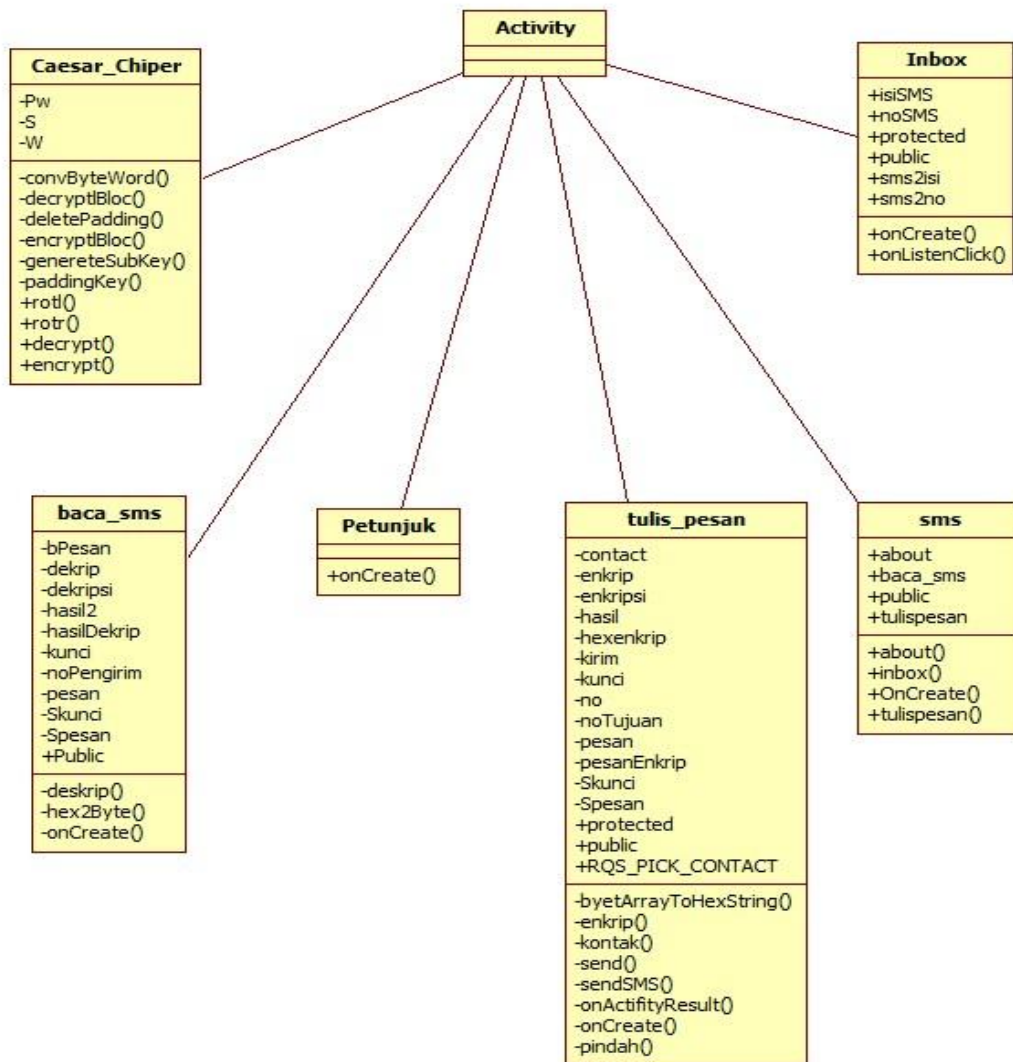 Activity
Caesar_Chiper
-Pw
-S
-W
-convByteWord()
-decryptlBloc()
-deletePadding()
-encryptlBloc()
-genereteSubKey()
-paddingKey()
+rotl()
+rotr()
+decrypt()
+encrypt()
Inbox
+isiSMS
+noSMS
+protected
+public
+sms2isi
+sms2no
+onCreate()
+onListenClick()
baca_sms
-bPesan
-dekrip
-dekripsi
-hasil2
-hasilDekrip
-kunci
-noPengirim
-pesan
-Skunci
-Spesan
+Public
-deskrip()
-hex2Byte()
-onCreate()
Petunjuk
+onCreate()
tulis_pesan
-contact
-enkrip
-enkripsi
-hasil
-hexenkrip
-kirim
-kunci
-no
-noTujuan
-pesan
-pesanEnkrip
-Skunci
-Spesan
+protected
+public
+RQS_PICK_CONTACT
-byetArrayToHexString()
-enkrip()
-kontak()
-send()
-sendSMS()
-onActifityResult()
-onCreate()
-pindah()
sms
+about
+baca_sms
+public
+tulispesan
+about()
+inbox()
+OnCreate()
+tulispesan()